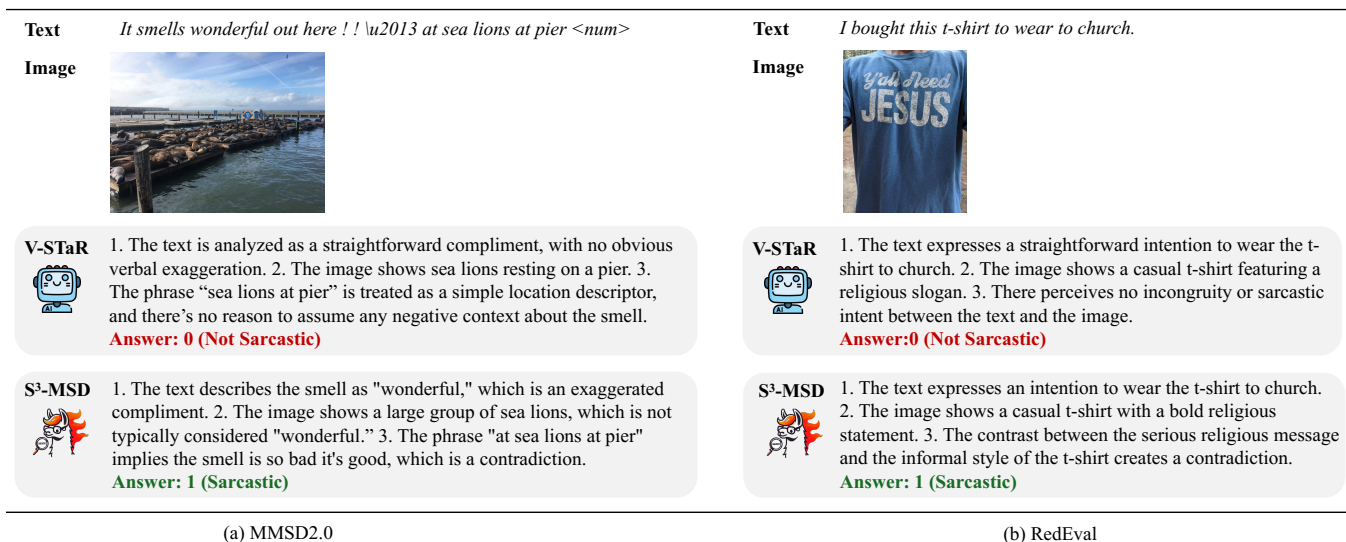 Text It smells wonderful out here ! ! \u2013 at sea lions at pier <num>
Image
V-STaR 1. The text is analyzed as a straightforward compliment, with no obvious
verbal exaggeration. 2. The image shows sea lions resting on a pier. 3.
The phrase “sea lions at pier” is treated as a simple location descriptor,
and there’s no reason to assume any negative context about the smell.
AI
Answer: 0 (Not Sarcastic)
S³-MSD 1. The text describes the smell as "wonderful," which is an exaggerated
compliment. 2. The image shows a large group of sea lions, which is not
typically considered "wonderful.” 3. The phrase "at sea lions at pier"
implies the smell is so bad it's good, which is a contradiction.
Answer: 1 (Sarcastic)
(a) MMSD2.0
Text I bought this t-shirt to wear to church.
Image
Y'all Need
JESUS
V-STaR 1. The text expresses a straightforward intention to wear the t-
shirt to church. 2. The image shows a casual t-shirt featuring a
religious slogan. 3. There perceives no incongruity or sarcastic
intent between the text and the image.
AI
Answer:0 (Not Sarcastic)
S³-MSD 1. The text expresses an intention to wear the t-shirt to church.
2. The image shows a casual t-shirt with a bold religious
statement. 3. The contrast between the serious religious message
and the informal style of the t-shirt creates a contradiction.
Answer: 1 (Sarcastic)
(b) RedEval